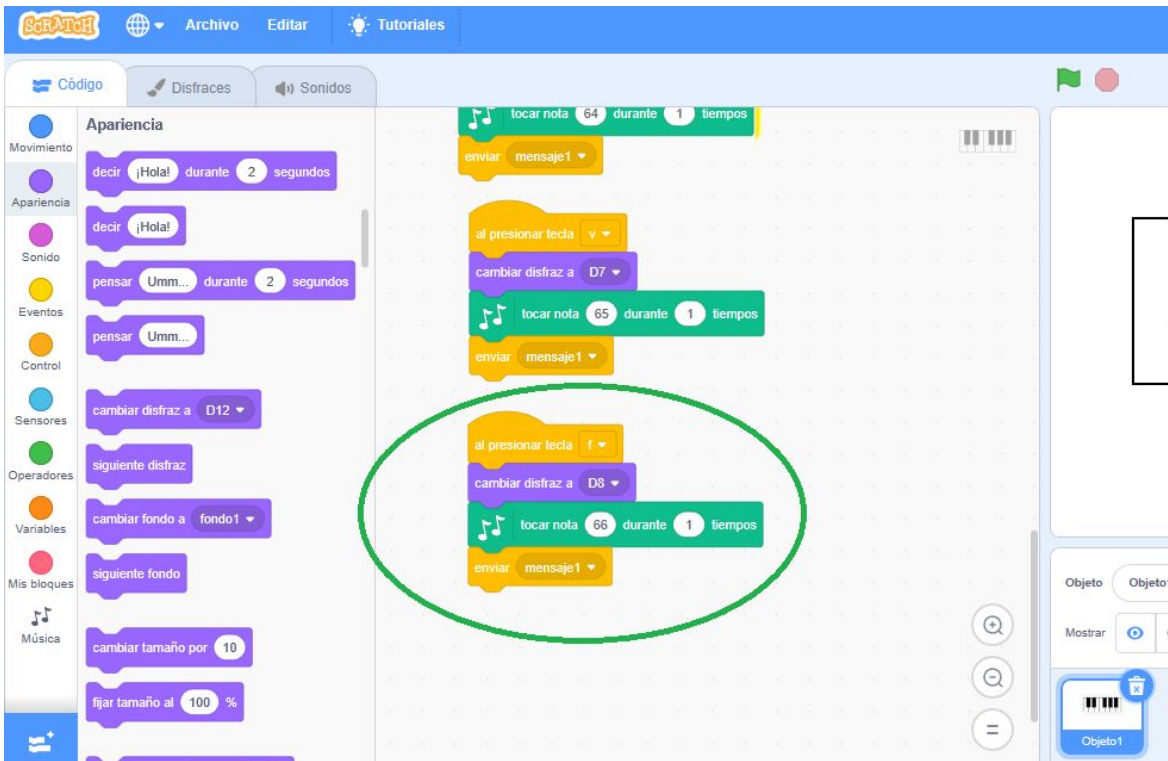 SCRATCH
Archivo
Editar
Tutoriales
Código
Disfraces
Sonidos
Movimiento
Apariencia
Sonido
Eventos
Control
Sensores
Operadores
Variables
Mis bloques
Música
Apariencia
decir ¡Hola! durante 2 segundos
decir ¡Hola!
pensar Umm... durante 2 segundos
pensar Umm...
cambiar disfraz a D12
siguiente disfraz
cambiar fondo a fondo1
siguiente fondo
cambiar tamaño por 10
fijar tamaño al 100 %
tocar nota 64 durante 1 tiempos
enviar mensaje1
al presionar tecla v
cambiar disfraz a D7
tocar nota 65 durante 1 tiempos
enviar mensaje1
al presionar tecla f
cambiar disfraz a D8
tocar nota 66 durante 1 tiempos
enviar mensaje1
Objeto
Mostrar
Objeto1